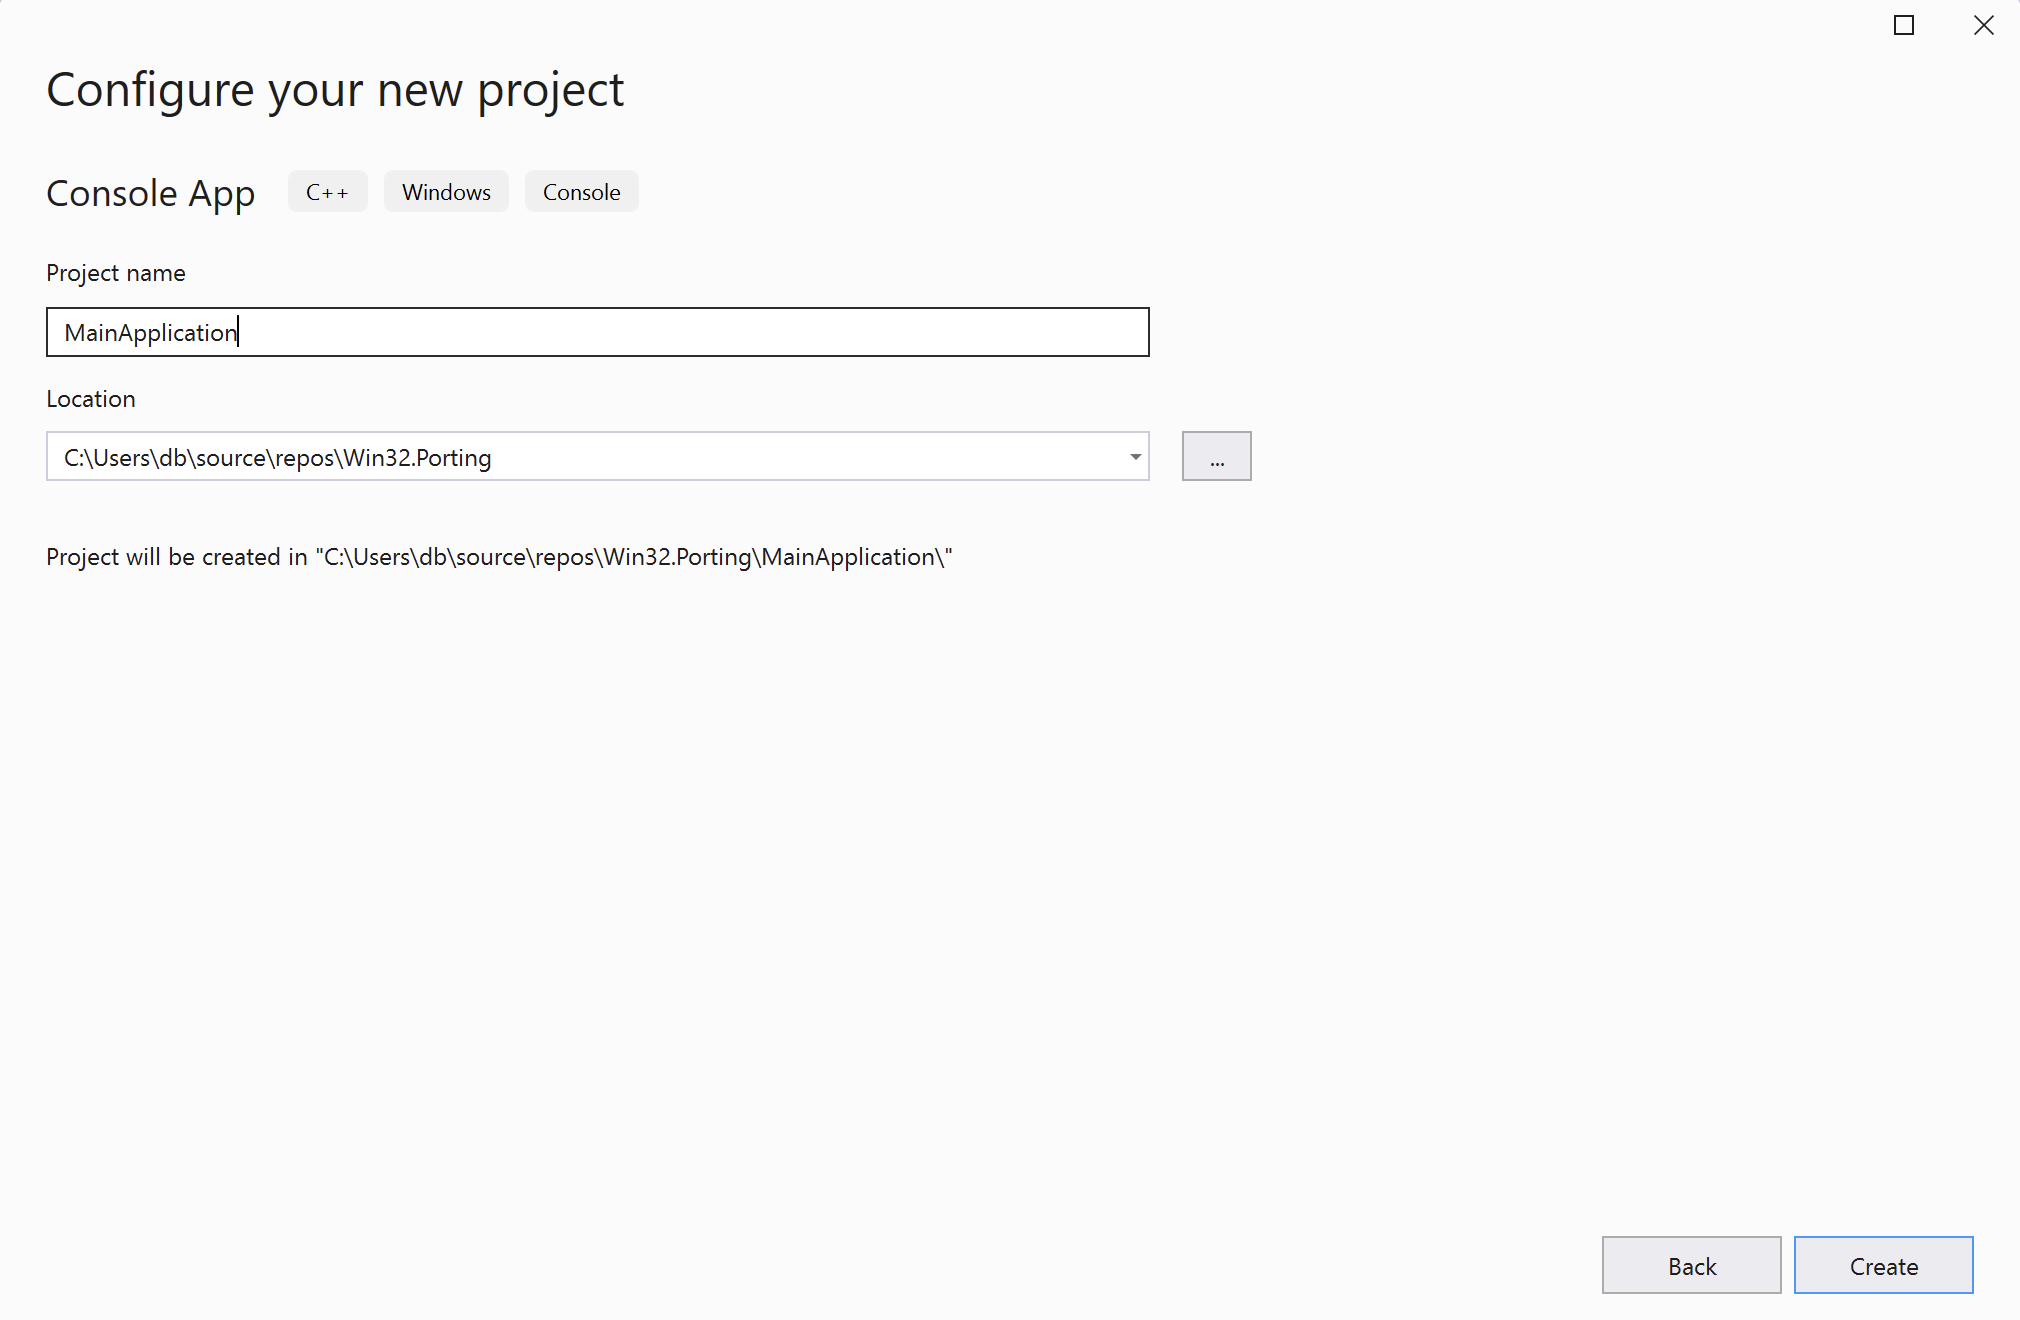 Configure your new project
Console App C++ Windows Console
Project name
MainApplication
Location
C:\Users\db\source\repos\Win32.Porting
...
Project will be created in "C:\Users\db\source\repos\Win32.Porting\MainApplication\"
Back Create